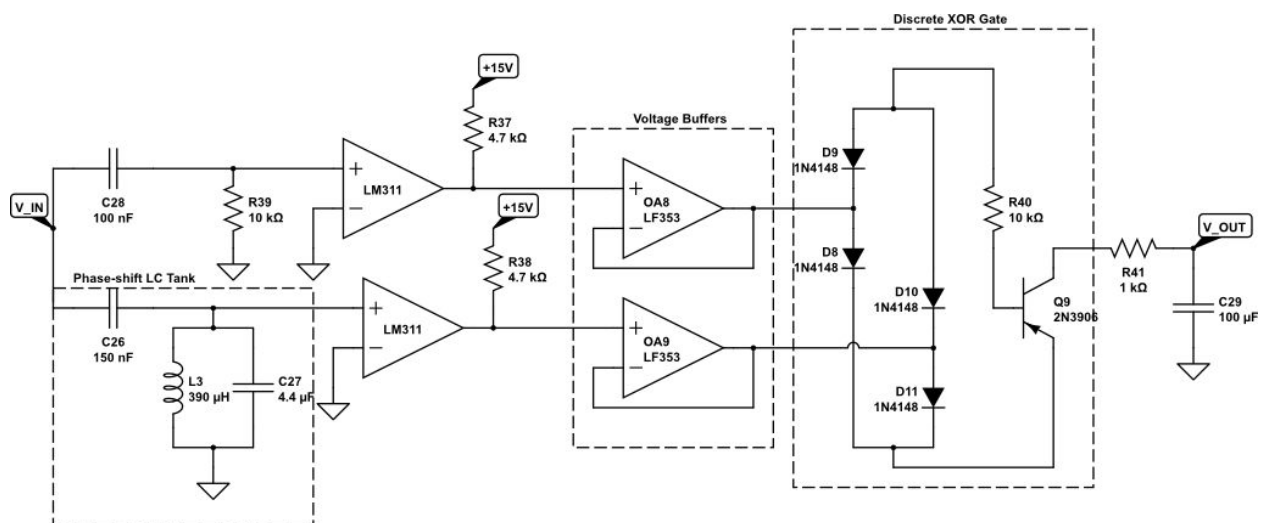 Discrete XOR Gate
+15V
R37
4.7 kΩ
Voltage Buffers
D9
1N4148
C28
100 nF
R39
10 kΩ
+
−
LM311
+
−
OA8
LF353
R40
10 kΩ
V_IN
+15V
V_OUT
R38
4.7 kΩ
D8
1N4148
R41
1 kΩ
Phase-shift LC Tank
D10
1N4148
Q9
2N3906
C29
100 µF
C26
150 nF
+
−
LM311
+
−
OA9
LF353
L3
390 µH
C27
4.4 µF
D11
1N4148